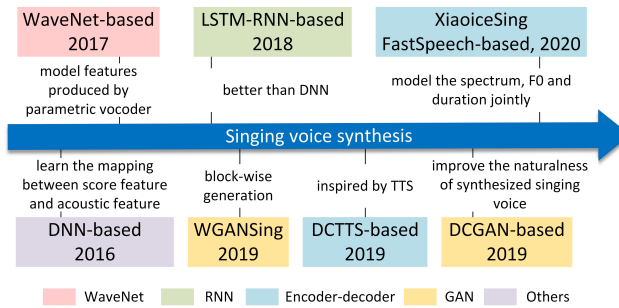 WaveNet-based
2017
LSTM-RNN-based
2018
XiaoiceSing
FastSpeech-based, 2020
model features
produced by
parametric vocoder
better than DNN
model the spectrum, F0 and
duration jointly
Singing voice synthesis
learn the mapping
between score feature
and acoustic feature
block-wise
generation
inspired by TTS
improve the naturalness
of synthesized singing
voice
DNN-based
2016
WGANSing
2019
DCTTS-based
2019
DCGAN-based
2019
WaveNet
RNN
Encoder-decoder
GAN
Others